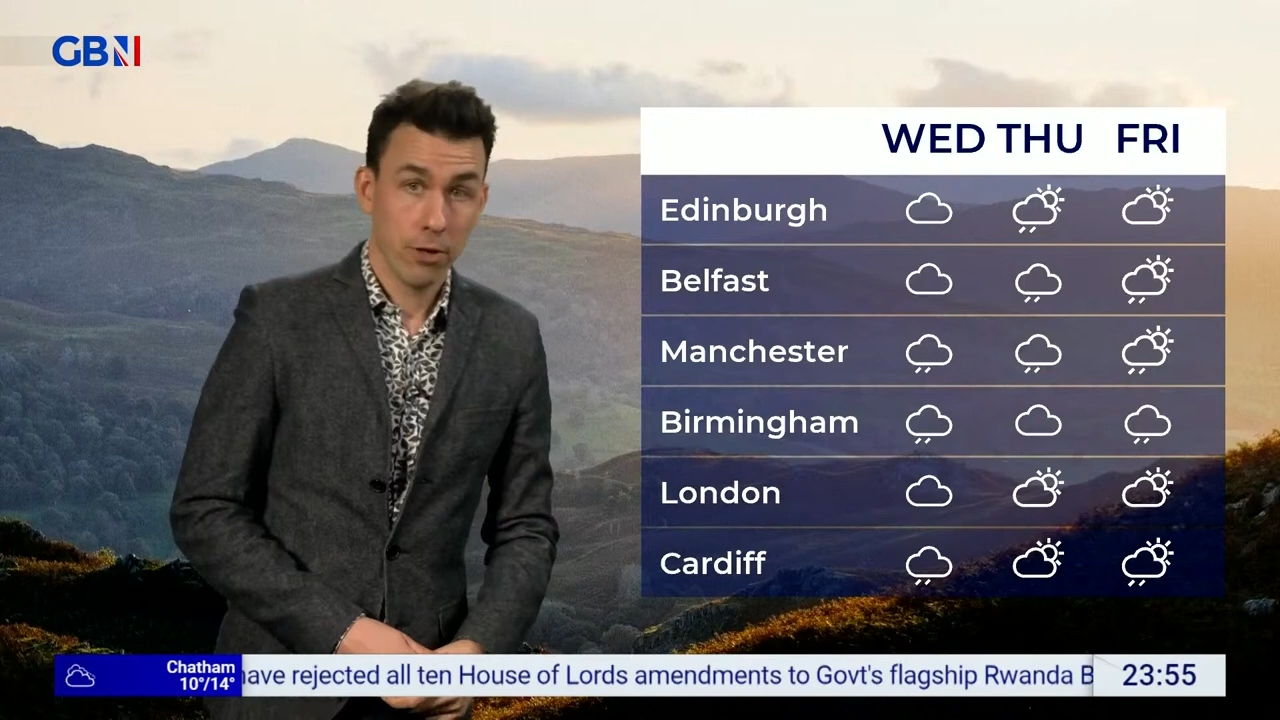 GBN
WED THU FRI
Edinburgh
Belfast
Manchester
Birmingham
London
Cardiff
Chatham
10°/14°
have rejected all ten House of Lords amendments to Govt's flagship Rwanda B
23:55